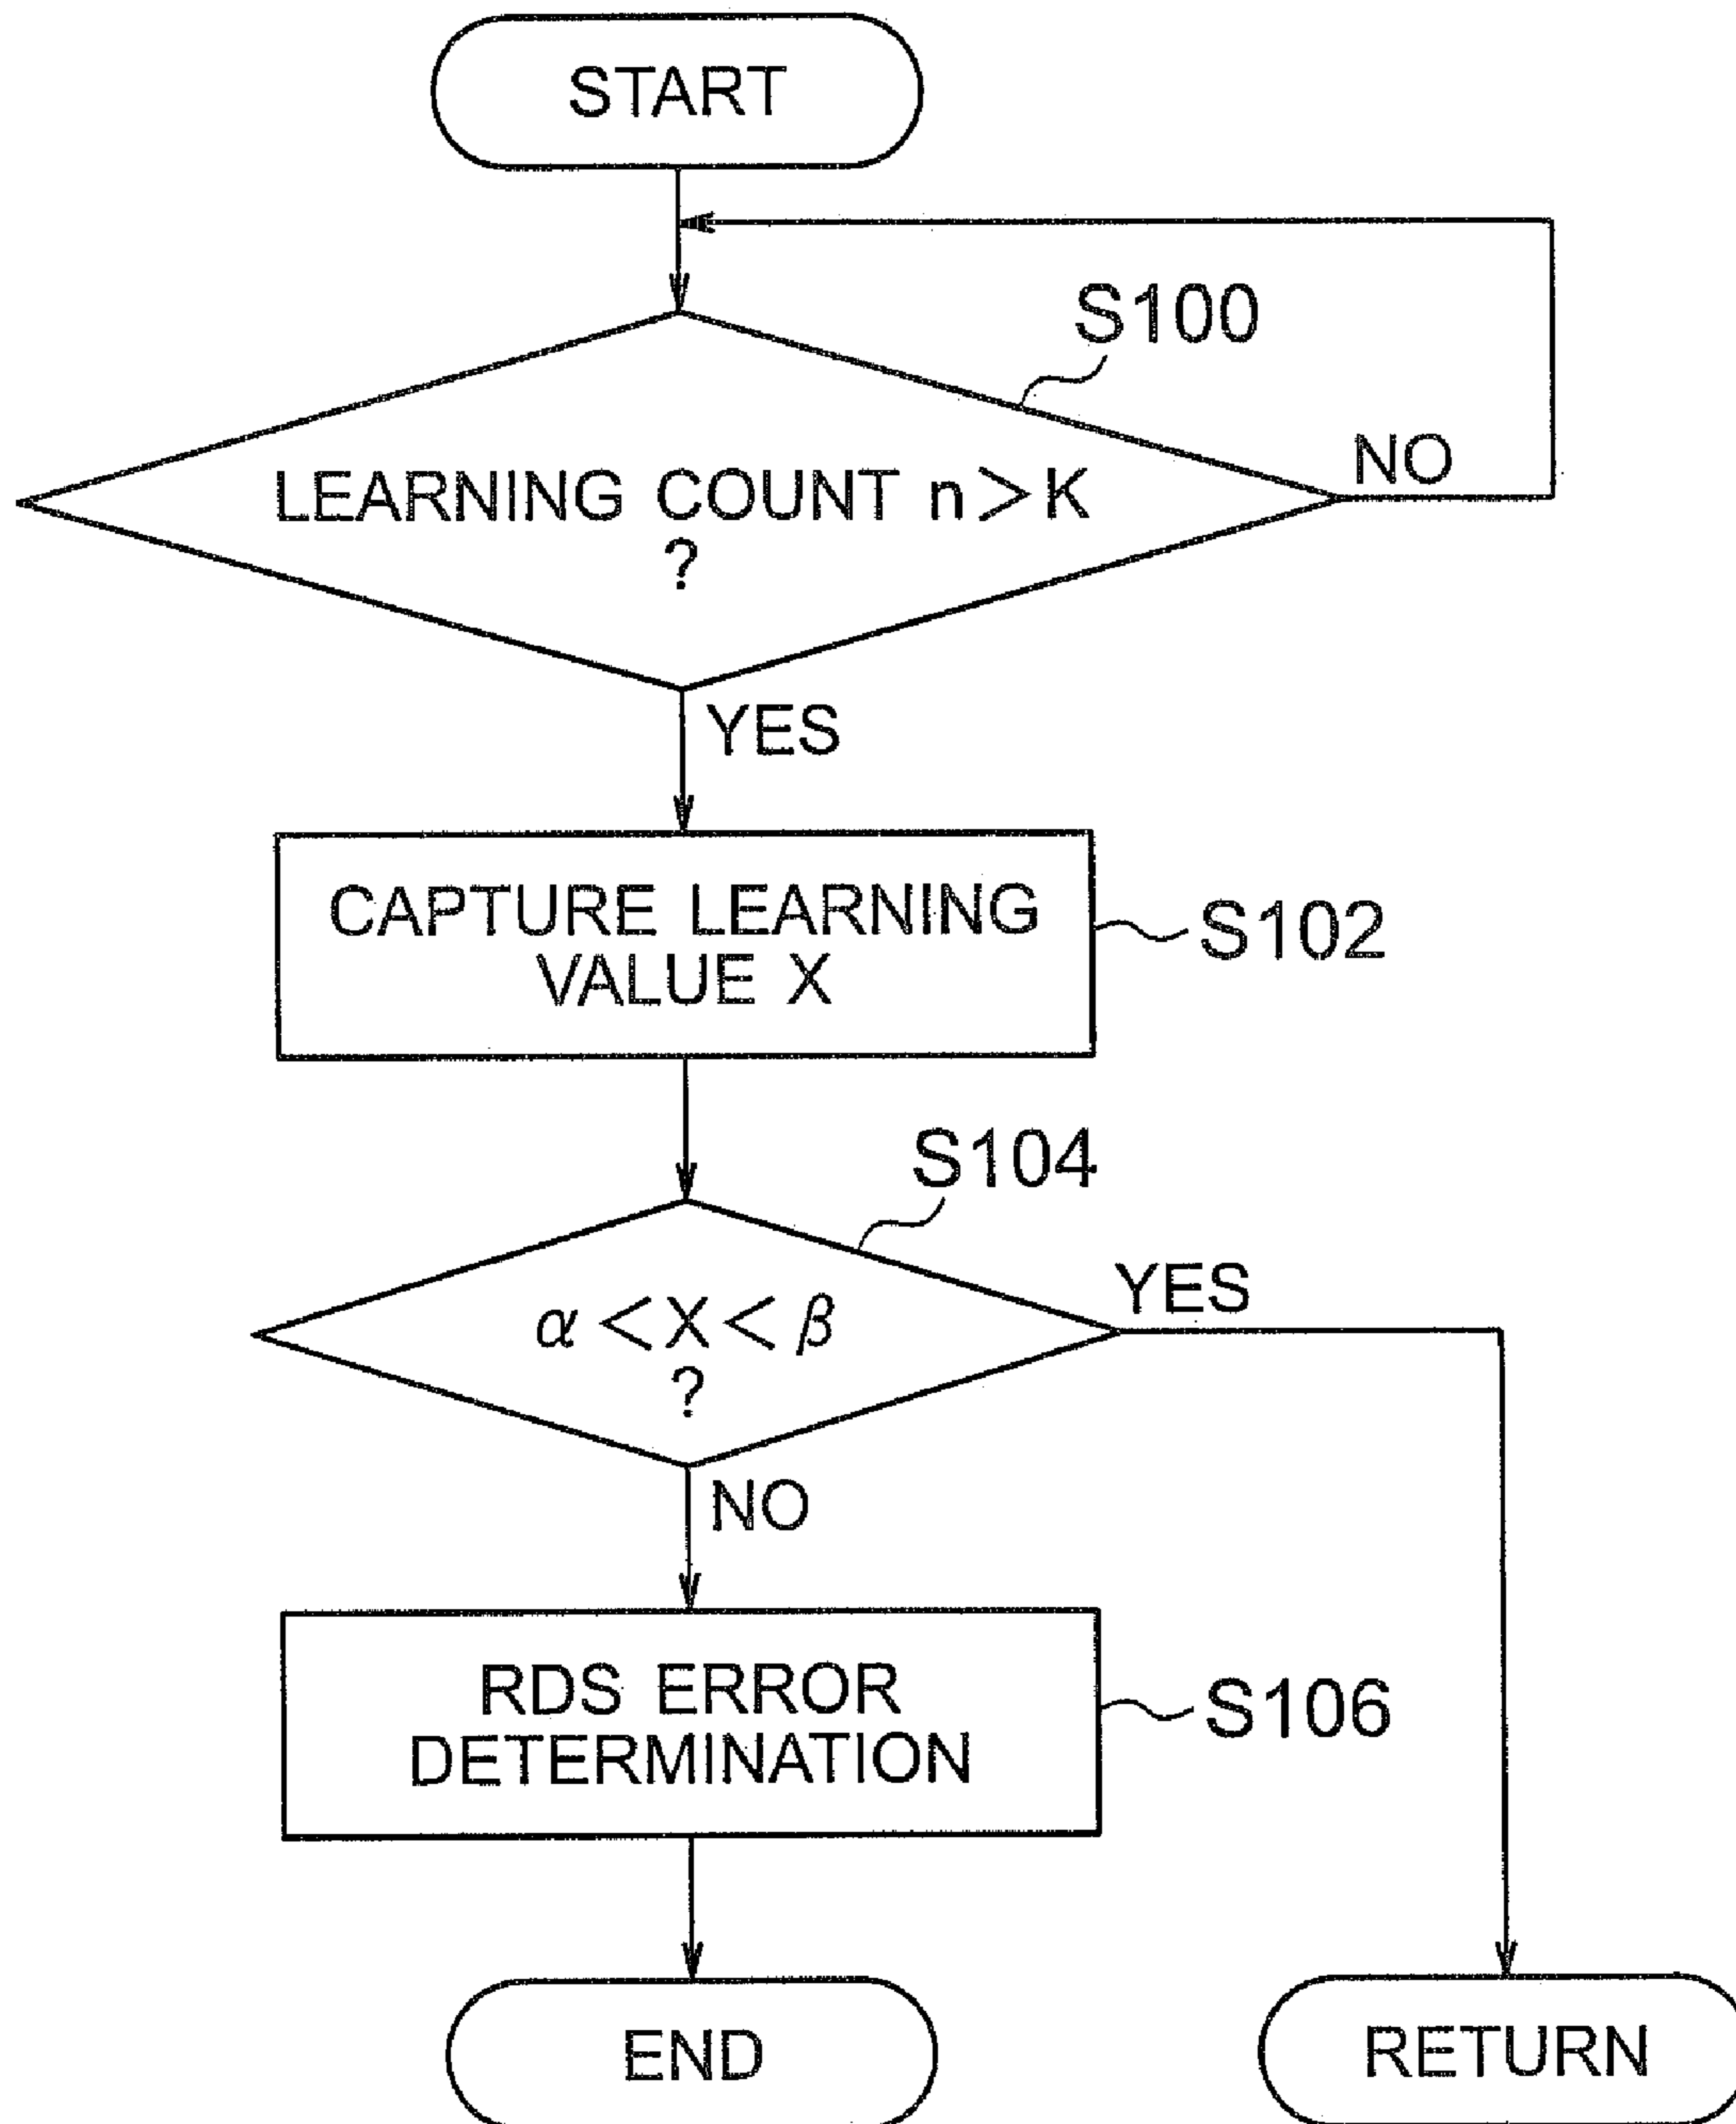 START
S100
NO
LEARNING COUNT n>K
?
YES
CAPTURE LEARNING
VALUE X
S102
S104
YES
α<X<β
?
NO
RDS ERROR
DETERMINATION
S106
END
RETURN